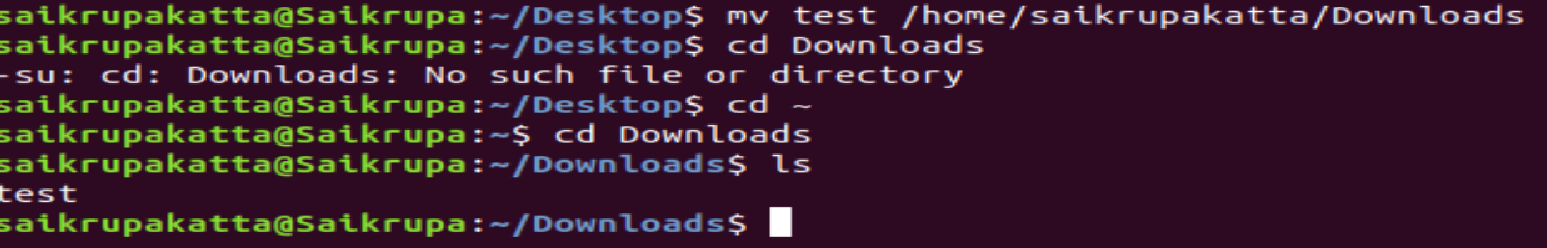 saikrupakatta@Saikrupa:~/Desktop$ mv test /home/saikrupakatta/Downloads
saikrupakatta@Saikrupa:~/Desktop$ cd Downloads
-su: cd: Downloads: No such file or directory
saikrupakatta@Saikrupa:~/Desktop$ cd ~
saikrupakatta@Saikrupa:~$ cd Downloads
saikrupakatta@Saikrupa:~/Downloads$ ls
test
saikrupakatta@Saikrupa:~/Downloads$